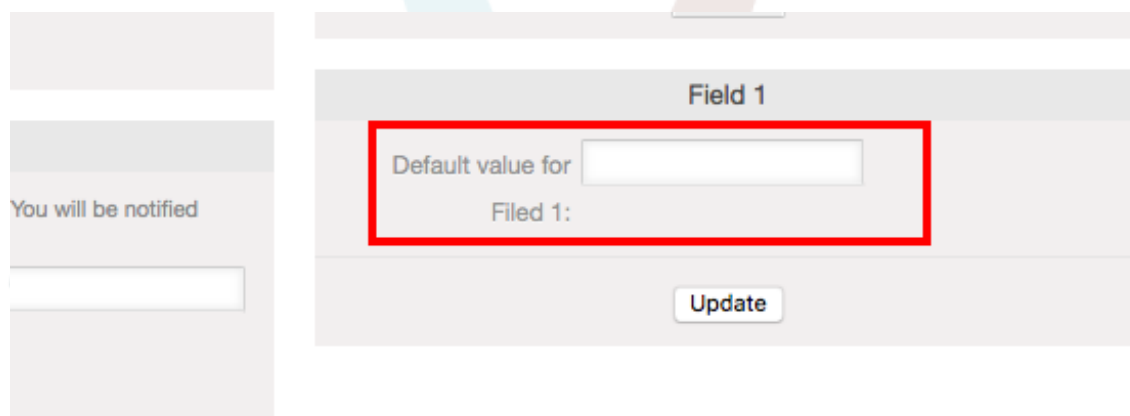 Field 1
Default value for
Filed 1:
You will be notified
Update